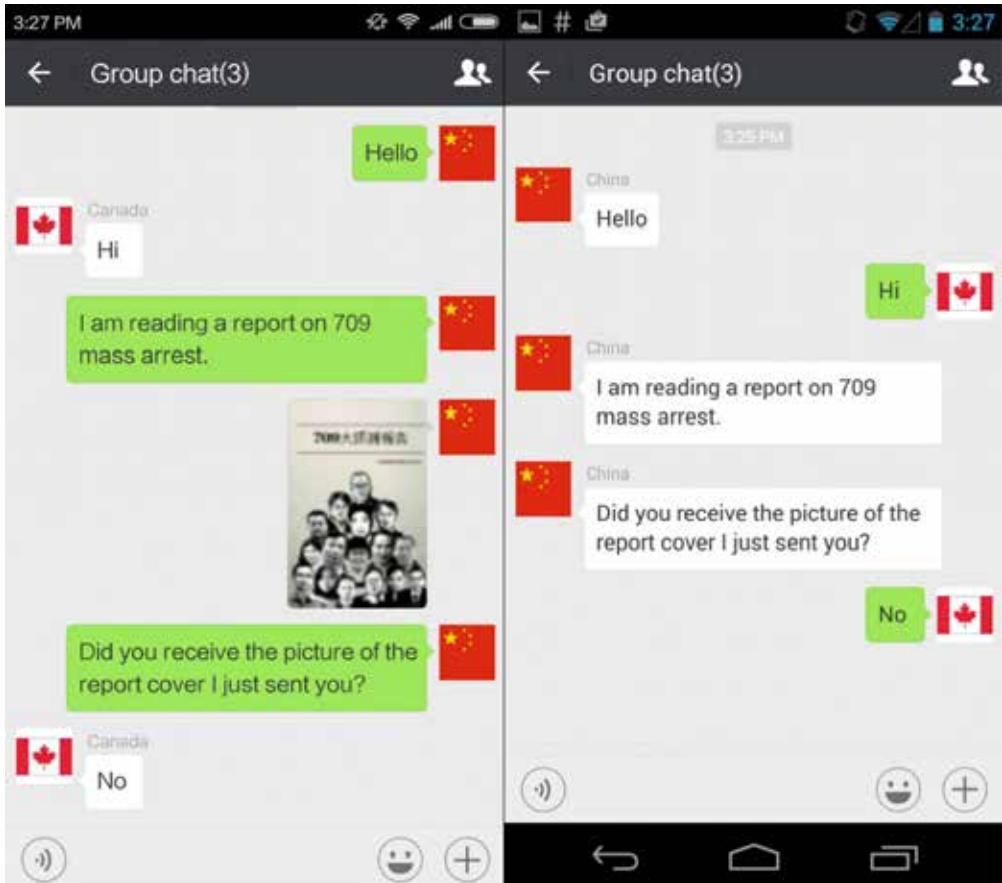 3:27 PM
Group chat(3)
Hello
Canada
Hi
I am reading a report on 709
mass arrest.
709大抓捕报告
Did you receive the picture of the
report cover I just sent you?
Canada
No
3:27
Group chat(3)
3:25 PM
China
Hello
Hi
China
I am reading a report on 709
mass arrest.
China
Did you receive the picture of the
report cover I just sent you?
No